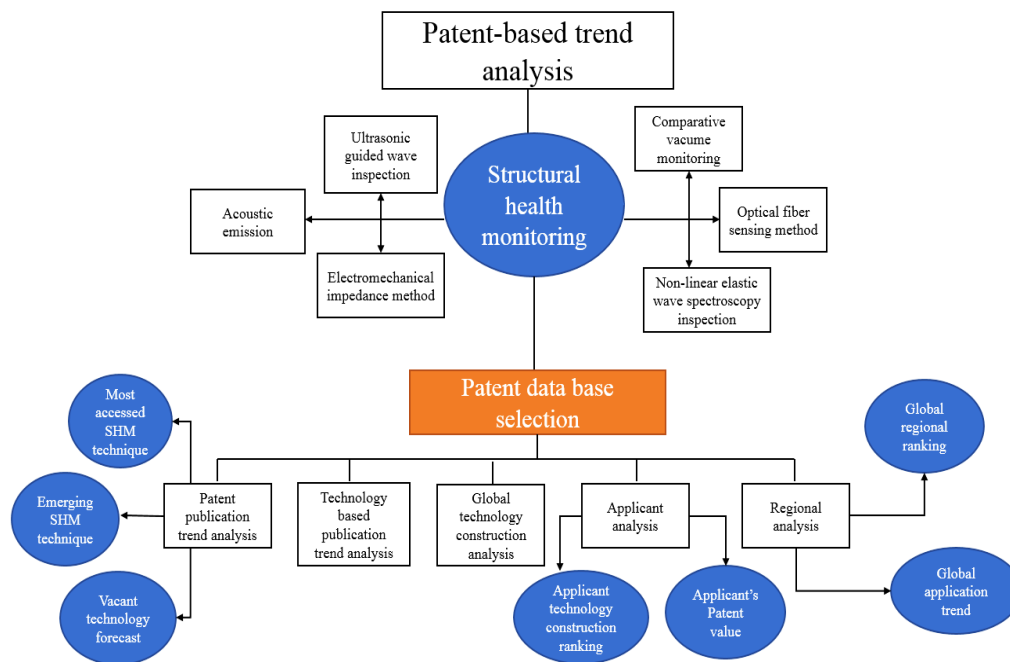 Patent-based trend
analysis
Ultrasonic
guided wave
inspection
Acoustic
emission
Electromechanical
impedance method
Structural
health
monitoring
Comparative
vacume
monitoring
Optical fiber
sensing method
Non-linear elastic
wave spectroscopy
inspection
Patent data base
selection
Most
accessed
SHM
technique
Emerging
SHM
technique
Vacant
technology
forecast
Patent
publication
trend analysis
Technology
based
publication
trend analysis
Global
technology
construction
analysis
Applicant
analysis
Regional
analysis
Applicant
technology
construction
ranking
Applicant's
Patent
value
Global
regional
ranking
Global
application
trend